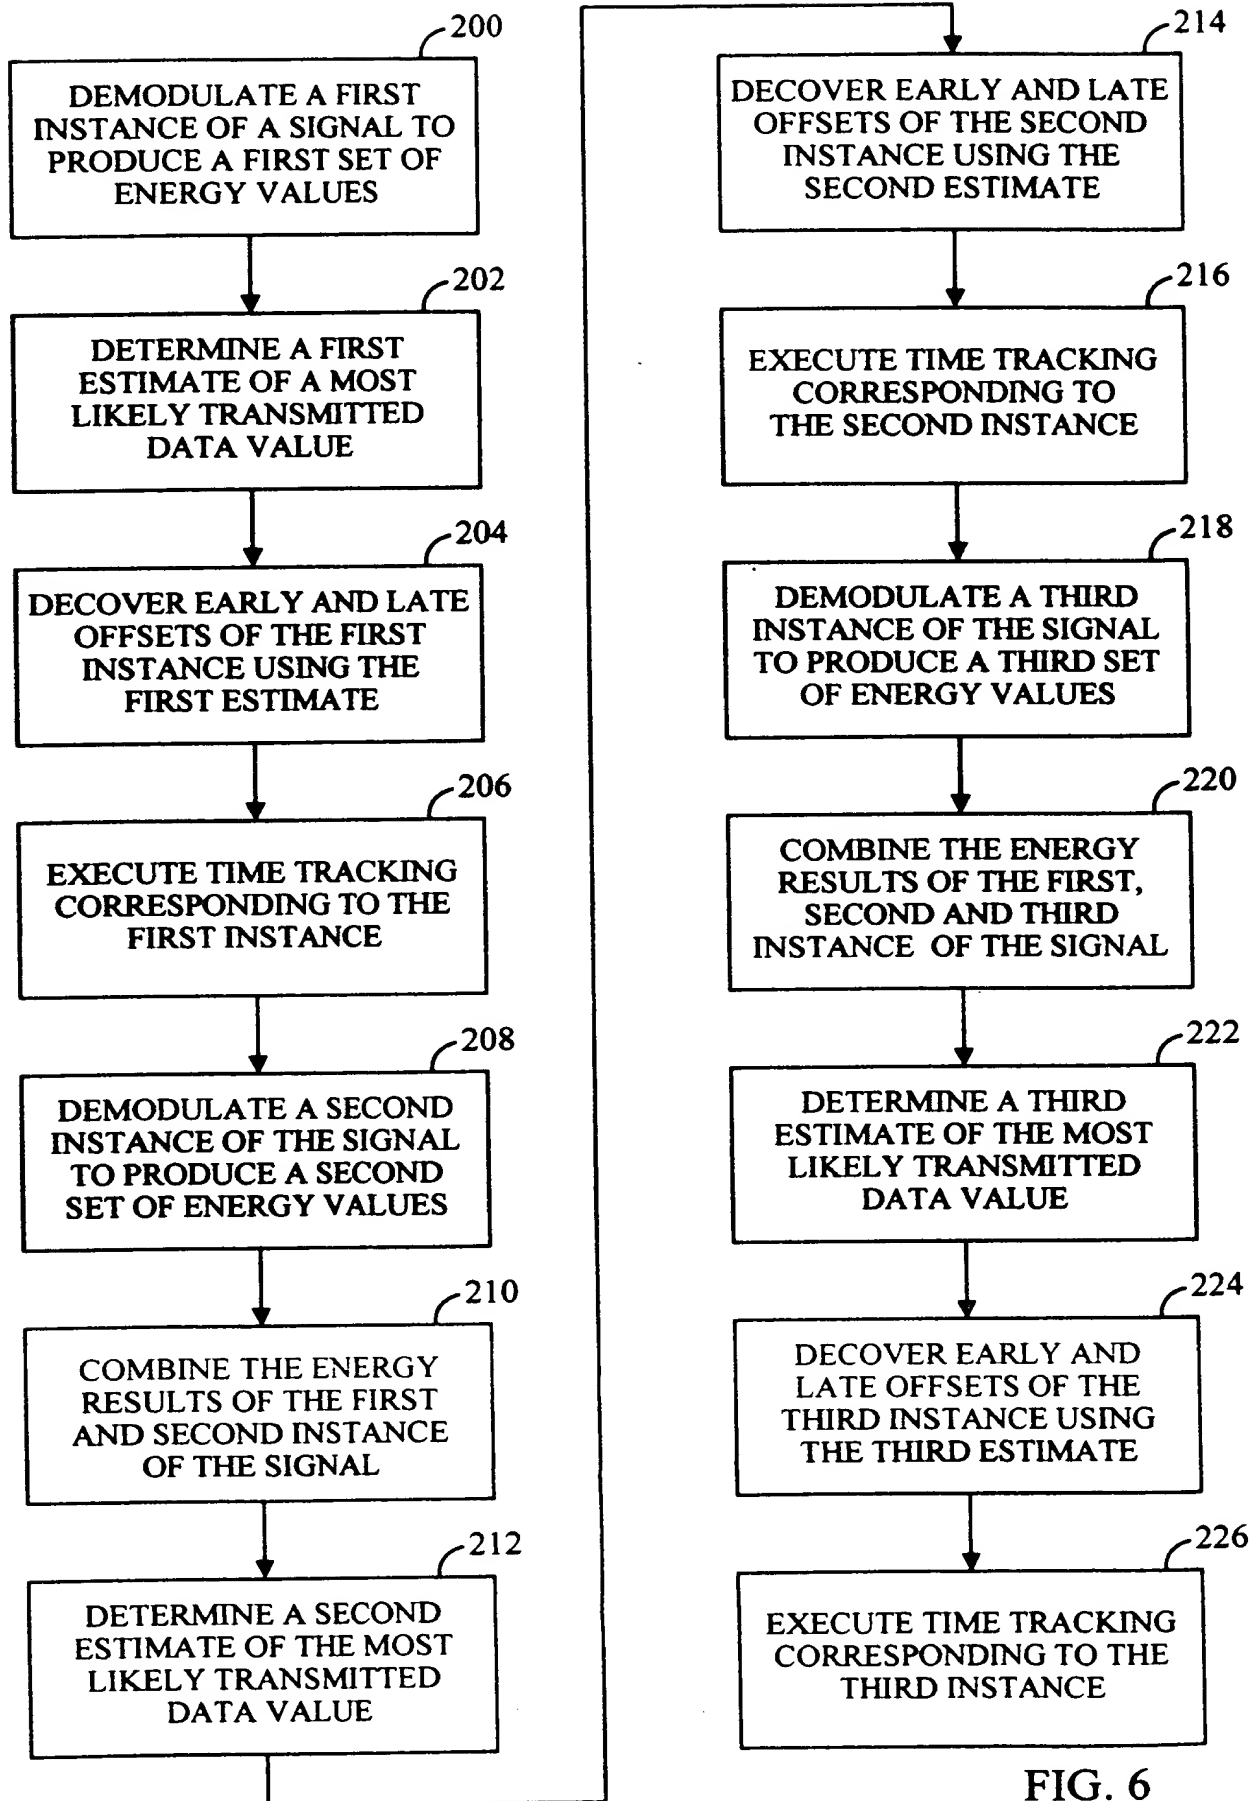 200
DEMODULATE A FIRST
INSTANCE OF A SIGNAL TO
PRODUCE A FIRST SET OF
ENERGY VALUES
202
DETERMINE A FIRST
ESTIMATE OF A MOST
LIKELY TRANSMITTED
DATA VALUE
204
DECOVER EARLY AND LATE
OFFSETS OF THE FIRST
INSTANCE USING THE
FIRST ESTIMATE
206
EXECUTE TIME TRACKING
CORRESPONDING TO THE
FIRST INSTANCE
208
DEMODULATE A SECOND
INSTANCE OF THE SIGNAL
TO PRODUCE A SECOND
SET OF ENERGY VALUES
210
COMBINE THE ENERGY
RESULTS OF THE FIRST
AND SECOND INSTANCE
OF THE SIGNAL
212
DETERMINE A SECOND
ESTIMATE OF THE MOST
LIKELY TRANSMITTED
DATA VALUE
214
DECOVER EARLY AND LATE
OFFSETS OF THE SECOND
INSTANCE USING THE
SECOND ESTIMATE
216
EXECUTE TIME TRACKING
CORRESPONDING TO
THE SECOND INSTANCE
218
DEMODULATE A THIRD
INSTANCE OF THE SIGNAL
TO PRODUCE A THIRD SET
OF ENERGY VALUES
220
COMBINE THE ENERGY
RESULTS OF THE FIRST,
SECOND AND THIRD
INSTANCE OF THE SIGNAL
222
DETERMINE A THIRD
ESTIMATE OF THE MOST
LIKELY TRANSMITTED
DATA VALUE
224
DECOVER EARLY AND
LATE OFFSETS OF THE
THIRD INSTANCE USING
THE THIRD ESTIMATE
226
EXECUTE TIME TRACKING
CORRESPONDING TO THE
THIRD INSTANCE
FIG. 6